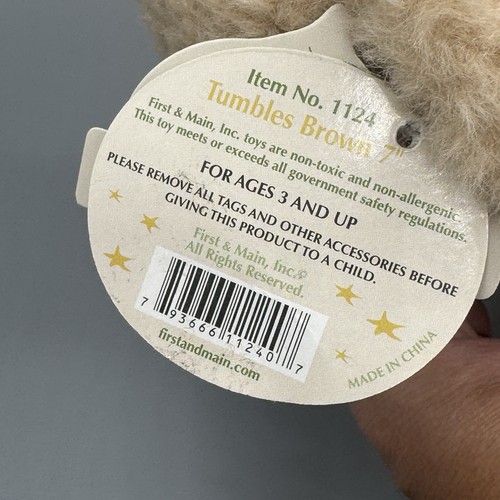 Item No. 1124
Tumbles Brown 7"
First & Main, Inc. toys are non-toxic and non-allergenic.
This toy meets or exceeds all government safety regulations.
FOR AGES 3 AND UP
PLEASE REMOVE ALL TAGS AND OTHER ACCESSORIES BEFORE
GIVING THIS PRODUCT TO A CHILD.
First & Main, Inc.
All Rights Reserved.
7 93666 11240 7
firstandmain.com
MADE IN CHINA